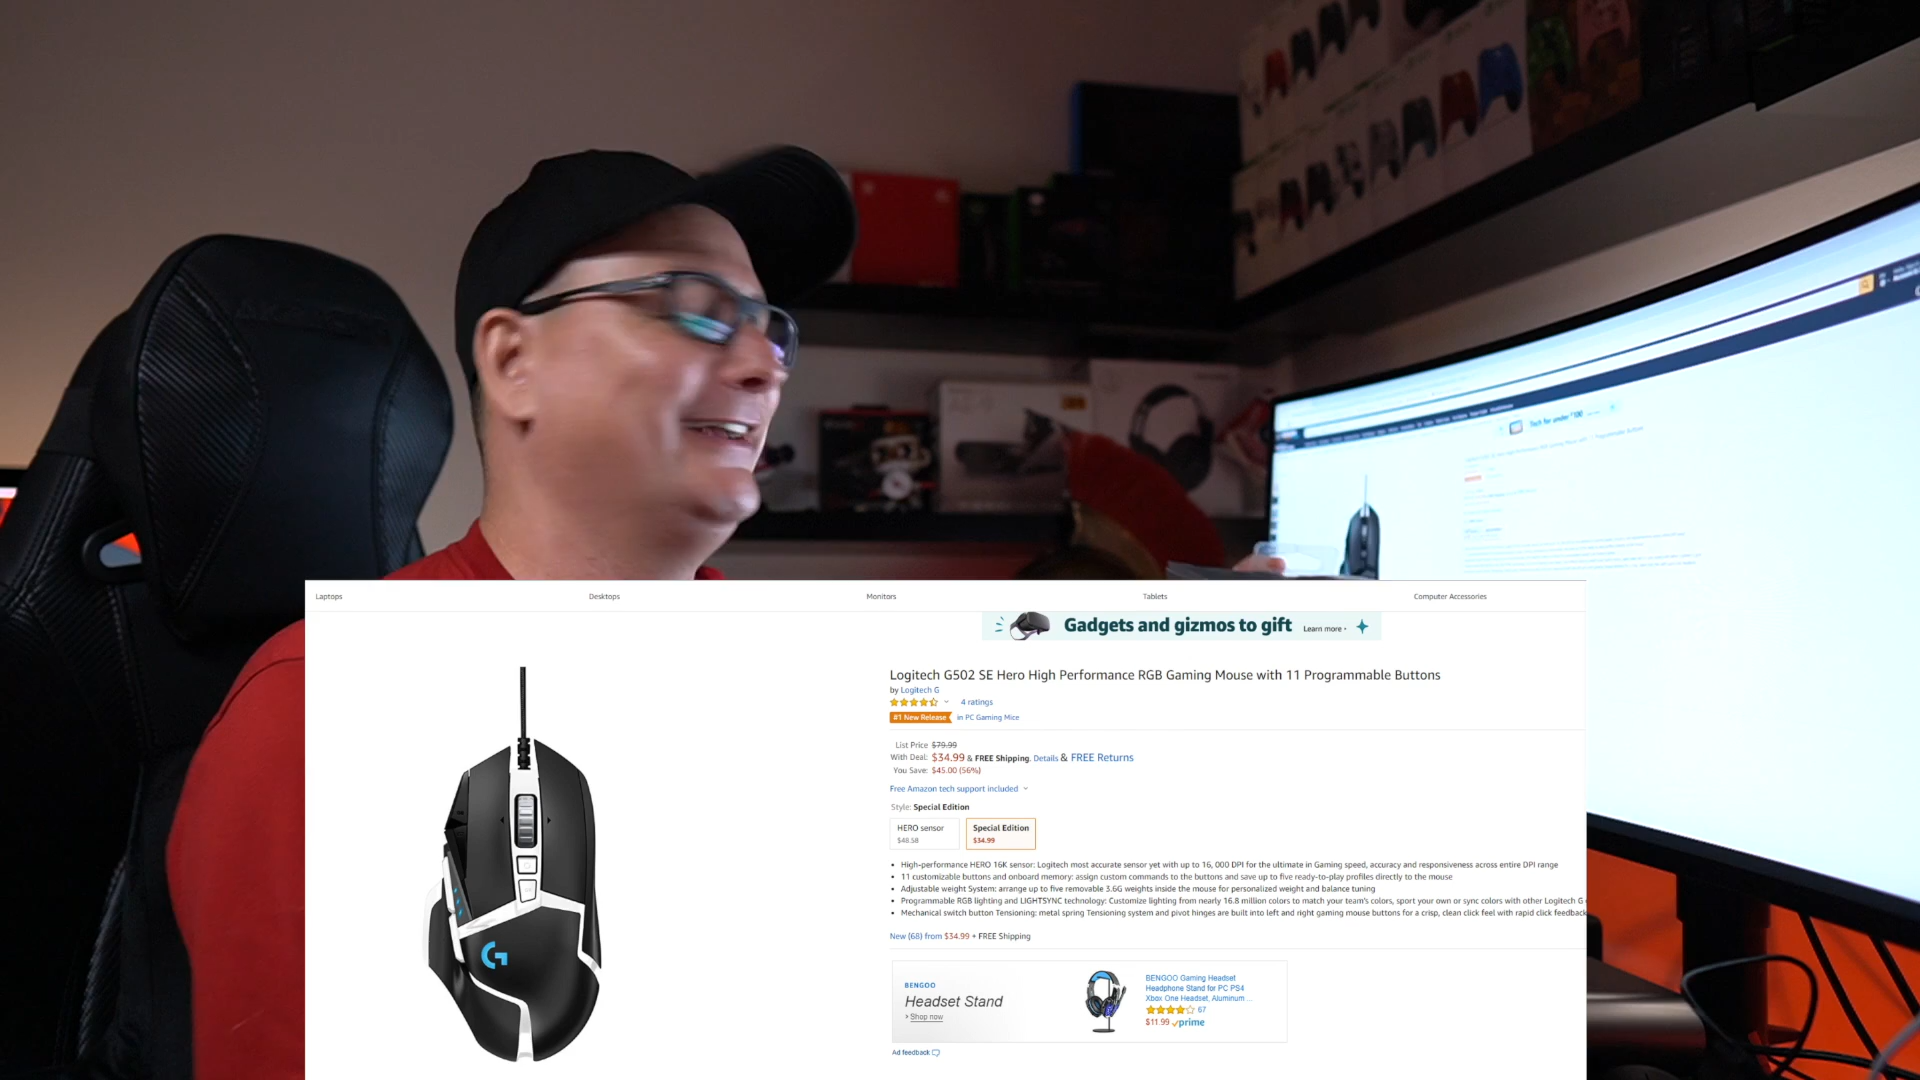 Tech for under $100
Laptops
Desktops
Monitors
Tablets
Computer Accessories
Gadgets and gizmos to gift Learn more
Logitech G502 SE Hero High Performance RGB Gaming Mouse with 11 Programmable Buttons
by Logitech G
4 ratings
#1 New Release in PC Gaming Mice
List Price $79.99
With Deal: $34.99 & FREE Shipping. Details & FREE Returns
You Save: $45.00 (56%)
Free Amazon tech support included
Style: Special Edition
HERO sensor
$48.58
Special Edition
$34.99
• High-performance HERO 16K sensor: Logitech most accurate sensor yet with up to 16, 000 DPI for the ultimate in Gaming speed, accuracy and responsiveness across entire DPI range
• 11 customizable buttons and onboard memory: assign custom commands to the buttons and save up to five ready-to-play profiles directly to the mouse
• Adjustable weight System: arrange up to five removable 3.6G weights inside the mouse for personalized weight and balance tuning
• Programmable RGB lighting and LIGHTSYNC technology: Customize lighting from nearly 16.8 million colors to match your team's colors, sport your own or sync colors with other Logitech G
• Mechanical switch button Tensioning: metal spring Tensioning system and pivot hinges are built into left and right gaming mouse buttons for a crisp, clean click feel with rapid click feedback
New (68) from $34.99 + FREE Shipping
BENGOO
Headset Stand
› Shop now
BENGOO Gaming Headset
Headphone Stand for PC PS4
Xbox One Headset, Aluminum...
67
$11.99 prime
Ad feedback